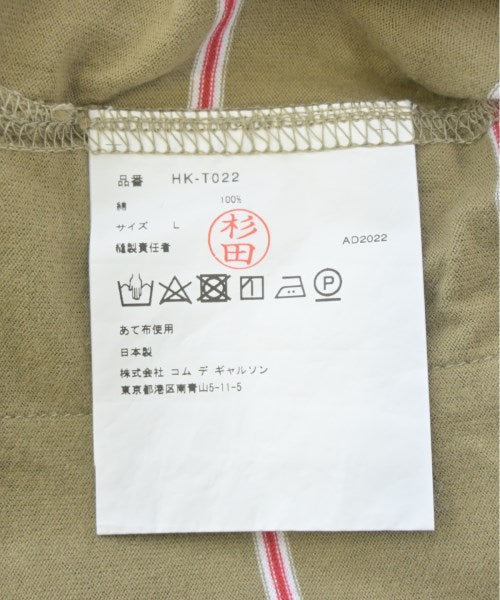 品番 HK-T022
綿 100%
サイズ L
縫製責任者 杉田 AD2022
P
あて布使用
日本製
株式会社 コム デ ギャルソン
東京都港区南青山5-11-5